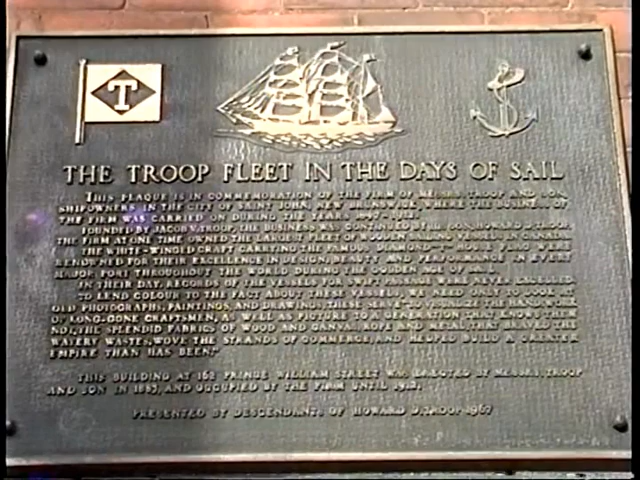 T
THE TROOP FLEET IN THE DAYS OF SAIL
THIS PLAQUE IS IN COMMEMORATION OF THE FIRM OF MESSRS. TROOP AND SON,
SHIPOWNERS IN THE CITY OF SAINT JOHN, NEW BRUNSWICK, WHERE THE BUSINESS OF
THE FIRM WAS CARRIED ON DURING THE YEARS
FOUNDED BY JACOB V. TROOP, THE BUSINESS WAS CONTINUED BY HIS SON, HOWARD D. TROOP.
THE FIRM AT ONE TIME OWNED THE LARGEST FLEET OF WOODEN IN CANADA
THE WHITE-WINGED CRAFT CARRYING THE FAMOUS DIAMOND-"T" HOUSE FLAG WERE
RENOWNED FOR THEIR EXCELLENCE IN DESIGN, BEAUTY AND PERFORMANCE IN EVERY
MAJOR PORT THROUGHOUT THE WORLD DURING THE GOLDEN AGE OF SAIL.
IN THEIR DAY, RECORDS OF THE VESSELS FOR SWIFT PASSAGE WERE NEVER EXCELLED
TO LEND COLOUR TO THE FACT ABOUT THESE VESSELS, WE NEED ONLY TO LOOK AT
OLD PHOTOGRAPHS, PAINTINGS, AND DRAWINGS, THESE SERVE TO VISUALIZE THE HANDIWORK
OF LONG-GONE CRAFTSMEN, AS WELL AS PICTURE TO A GENERATION THAT KNOWS THEM
NOT, THE SPLENDID FABRICS OF WOOD AND CANVAS, ROPE AND METAL, THAT BRAVED THE
WATERY WASTES, WOVE THE STRANDS OF COMMERCE, AND HELPED BUILD A GREATER
EMPIRE THAN HAS BEEN."
THIS BUILDING AT 162 PRINCE WILLIAM STREET WAS ERECTED BY MESSRS. TROOP
AND SON IN AND OCCUPIED BY THE FIRM UNTIL 1912.
PRESENTED BY DESCENDANTS OF HOWARD D. TROOP 1967